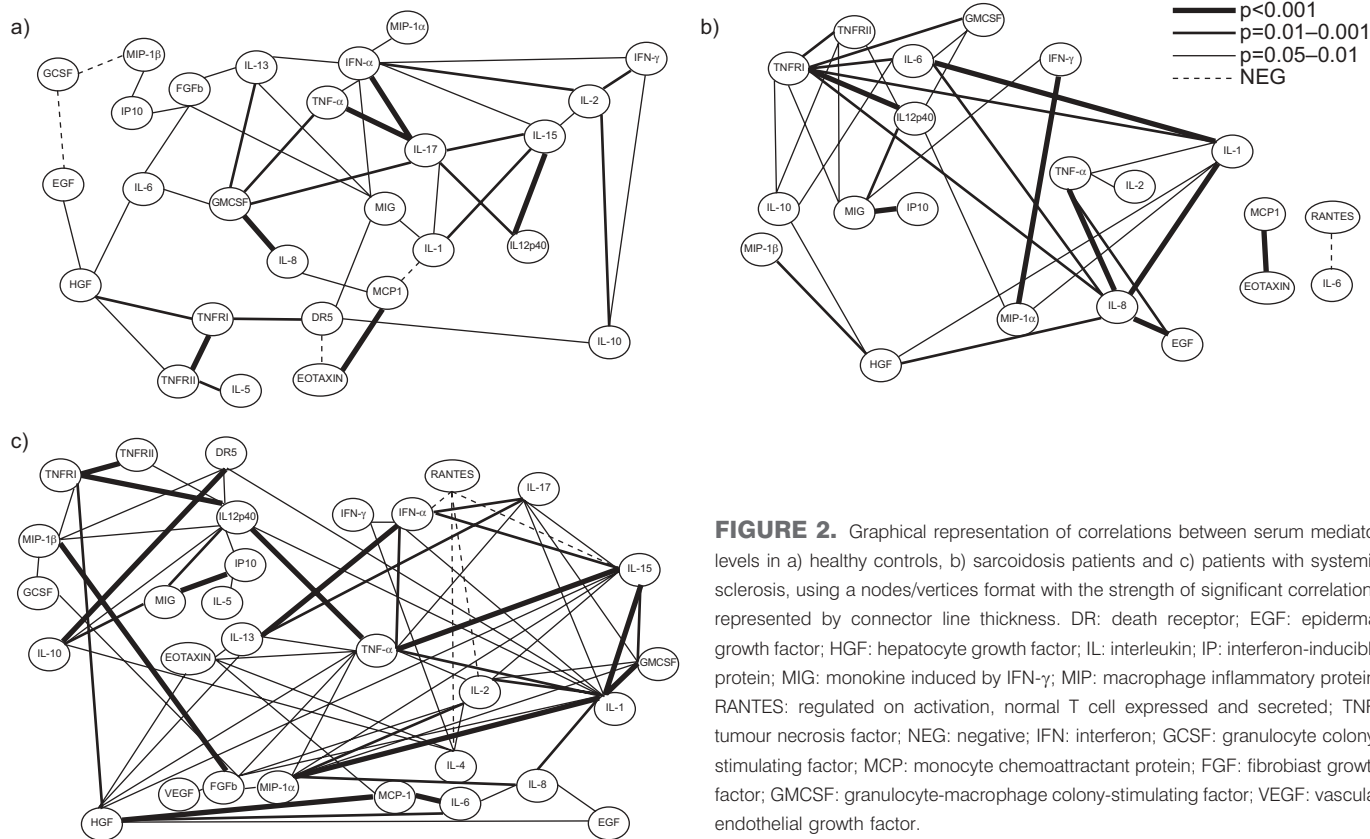 a)
MIP-1α
GCSF
MIP-1β
IL-13
IFN-α
IFN-γ
FGFb
TNF-α
IL-2
IP10
IL-15
IL-17
EGF
IL-6
GMCSF
MIG
IL-1
IL12p40
IL-8
HGF
MCP1
TNFRI
DR5
IL-10
TNFRII
IL-5
EOTAXIN
b)
p<0.001
p=0.01–0.001
p=0.05–0.01
NEG
TNFRII
GMCSF
TNFRI
IL-6
IFN-γ
IL12p40
IL-1
TNF-α
IL-2
IL-10
MIG
IP10
MCP1
RANTES
MIP-1β
EOTAXIN
IL-6
MIP-1α
IL-8
EGF
HGF
c)
TNFRI
TNFRII
DR5
RANTES
IL-17
IL12p40
IFN-γ
IFN-α
MIP-1β
IP10
IL-15
GCSF
MIG
IL-5
IL-13
IL-10
EOTAXIN
TNF-α
GMCSF
IL-2
IL-1
IL-4
VEGF
FGFb
MIP-1α
IL-8
MCP-1
IL-6
HGF
EGF
FIGURE 2. Graphical representation of correlations between serum mediato
levels in a) healthy controls, b) sarcoidosis patients and c) patients with systemi
sclerosis, using a nodes/vertices format with the strength of significant correlation
represented by connector line thickness. DR: death receptor; EGF: epiderma
growth factor; HGF: hepatocyte growth factor; IL: interleukin; IP: interferon-inducibl
protein; MIG: monokine induced by IFN-γ; MIP: macrophage inflammatory protein
RANTES: regulated on activation, normal T cell expressed and secreted; TNF
tumour necrosis factor; NEG: negative; IFN: interferon; GCSF: granulocyte colony
stimulating factor; MCP: monocyte chemoattractant protein; FGF: fibrobiast growt
factor; GMCSF: granulocyte-macrophage colony-stimulating factor; VEGF: vascula
endothelial growth factor.